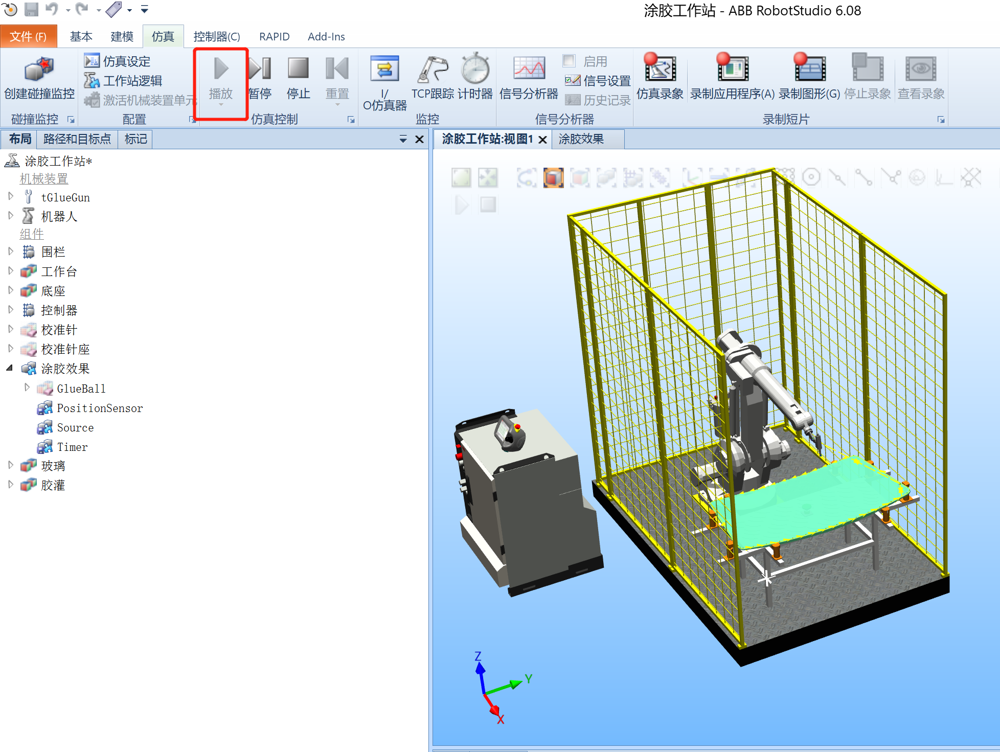 涂胶工作站 - ABB RobotStudio 6.08
文件 (F) 基本 建模 仿真 控制器(C) RAPID Add-Ins
创建碰撞监控
碰撞监控
仿真设定
工作站逻辑
激活机械装置单元
配置
播放 暂停 停止 重置
仿真控制
I/
O仿真器
TCP跟踪 计时器
监控
信号分析器
启用
信号设置
历史记录
信号分析器
仿真录象 录制应用程序(A) 录制图形(G) 停止录象 查看录象
录制短片
布局 路径和目标点 标记
涂胶工作站:视图1 涂胶效果
涂胶工作站*
机械装置
tGlueGun
机器人
组件
围栏
工作台
底座
控制器
校准针
校准针座
涂胶效果
GlueBall
PositionSensor
Source
Timer
玻璃
胶灌
Z
Y
X